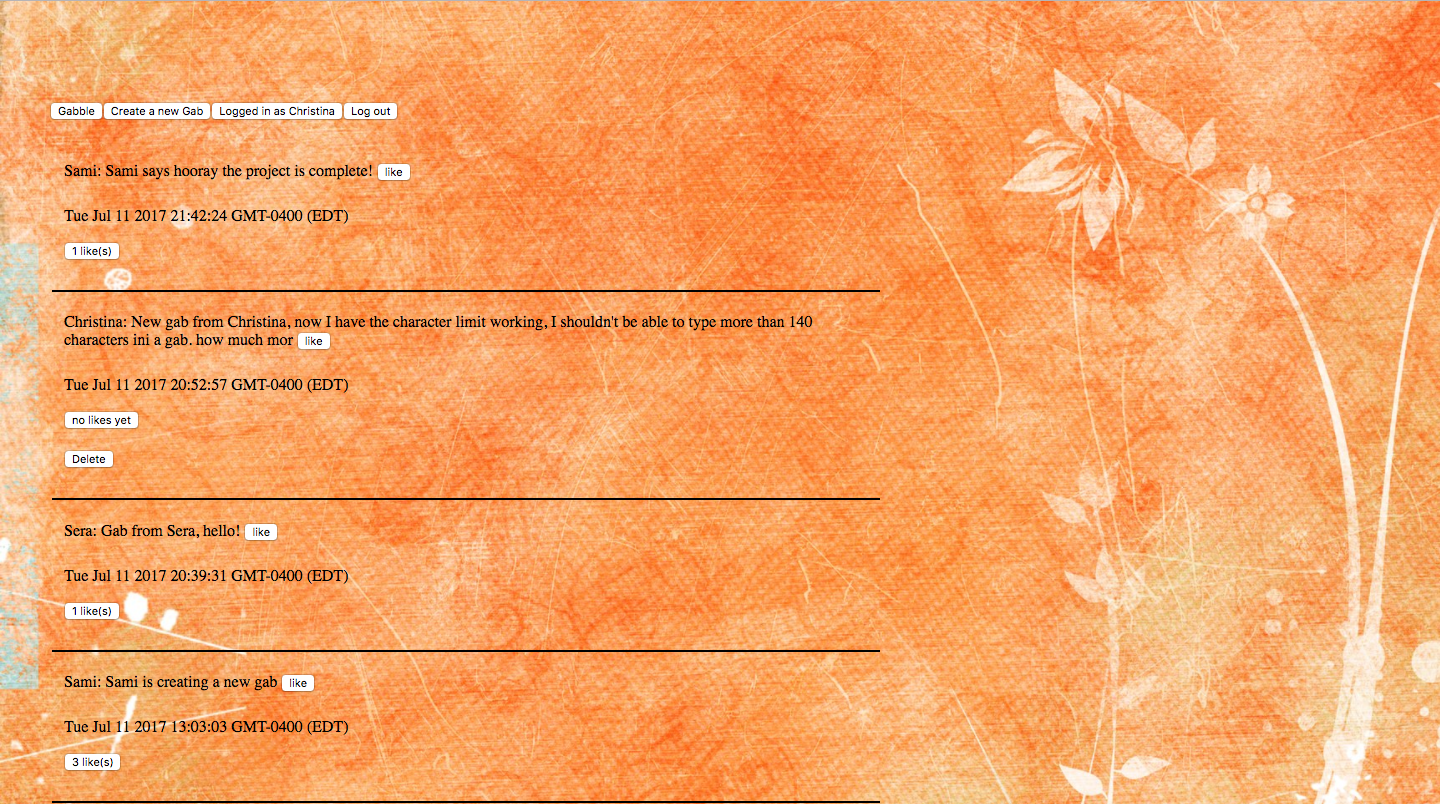 Gabble Create a new Gab Logged in as Christina Log out
Sami: Sami says hooray the project is complete! like
Tue Jul 11 2017 21:42:24 GMT-0400 (EDT)
1 like(s)
Christina: New gab from Christina, now I have the character limit working, I shouldn't be able to type more than 140
characters ini a gab. how much mor like
Tue Jul 11 2017 20:52:57 GMT-0400 (EDT)
no likes yet
Delete
Sera: Gab from Sera, hello! like
Tue Jul 11 2017 20:39:31 GMT-0400 (EDT)
1 like(s)
Sami: Sami is creating a new gab like
Tue Jul 11 2017 13:03:03 GMT-0400 (EDT)
3 like(s)